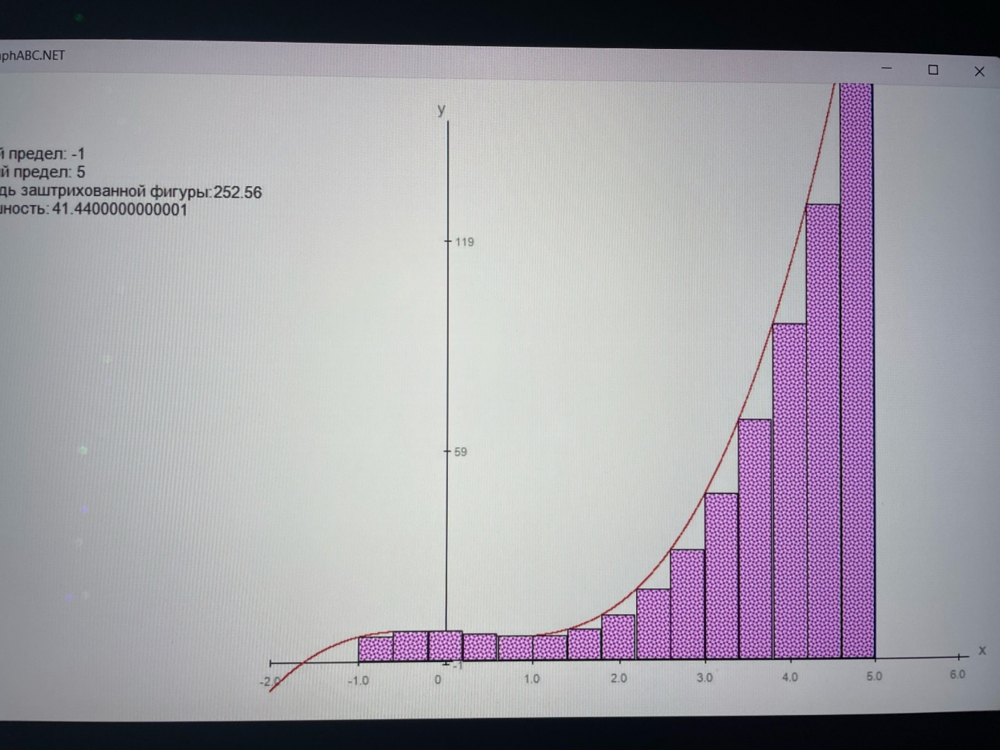 phABC.NET
й предел: -1
ий предел: 5
дь заштрихованной фигуры:252.56
ность: 41.4400000000001
y
119
59
-1
x
-2.0 -1.0 0 1.0 2.0 3.0 4.0 5.0 6.0